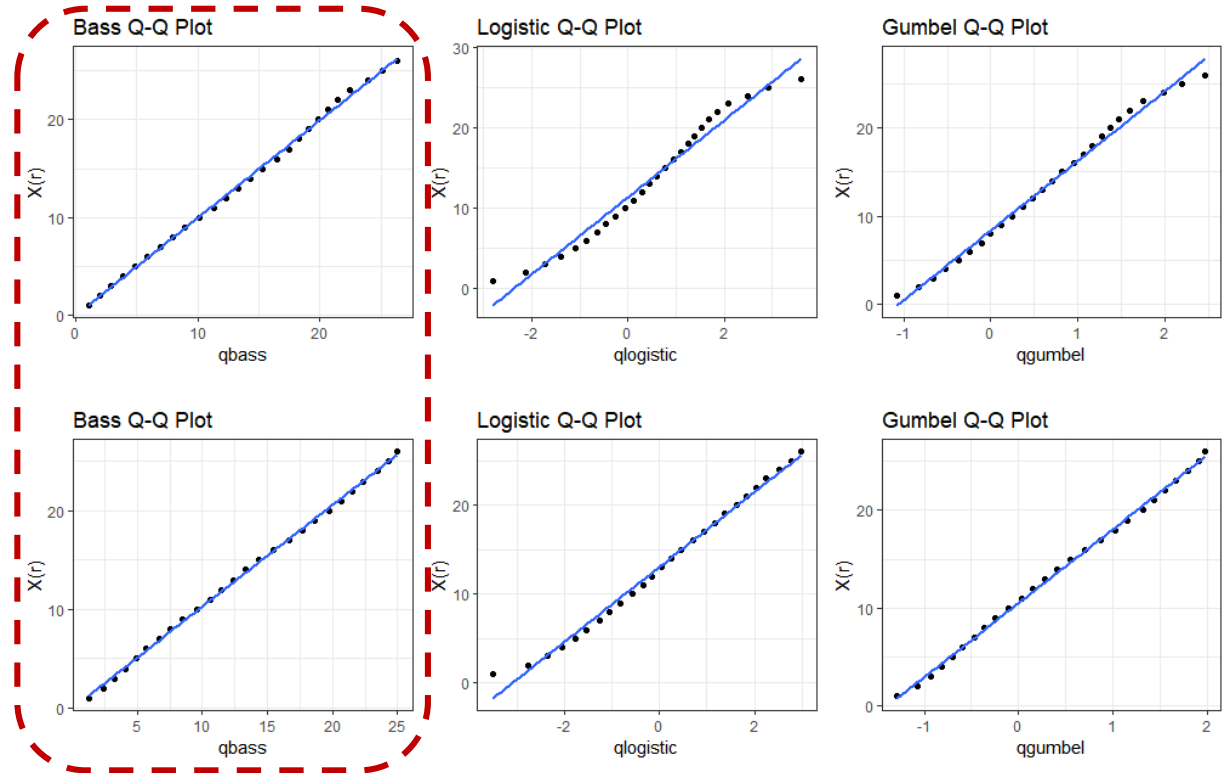 Bass Q-Q Plot
X(r)
0
10
20
0
10
20
qbass
Logistic Q-Q Plot
X(r)
0
10
20
30
-2
0
2
qlogistic
Gumbel Q-Q Plot
X(r)
0
10
20
-1
0
1
2
qgumbel
Bass Q-Q Plot
X(r)
0
10
20
5
10
15
20
25
qbass
Logistic Q-Q Plot
X(r)
0
10
20
-2
0
2
qlogistic
Gumbel Q-Q Plot
X(r)
0
10
20
-1
0
1
2
qgumbel